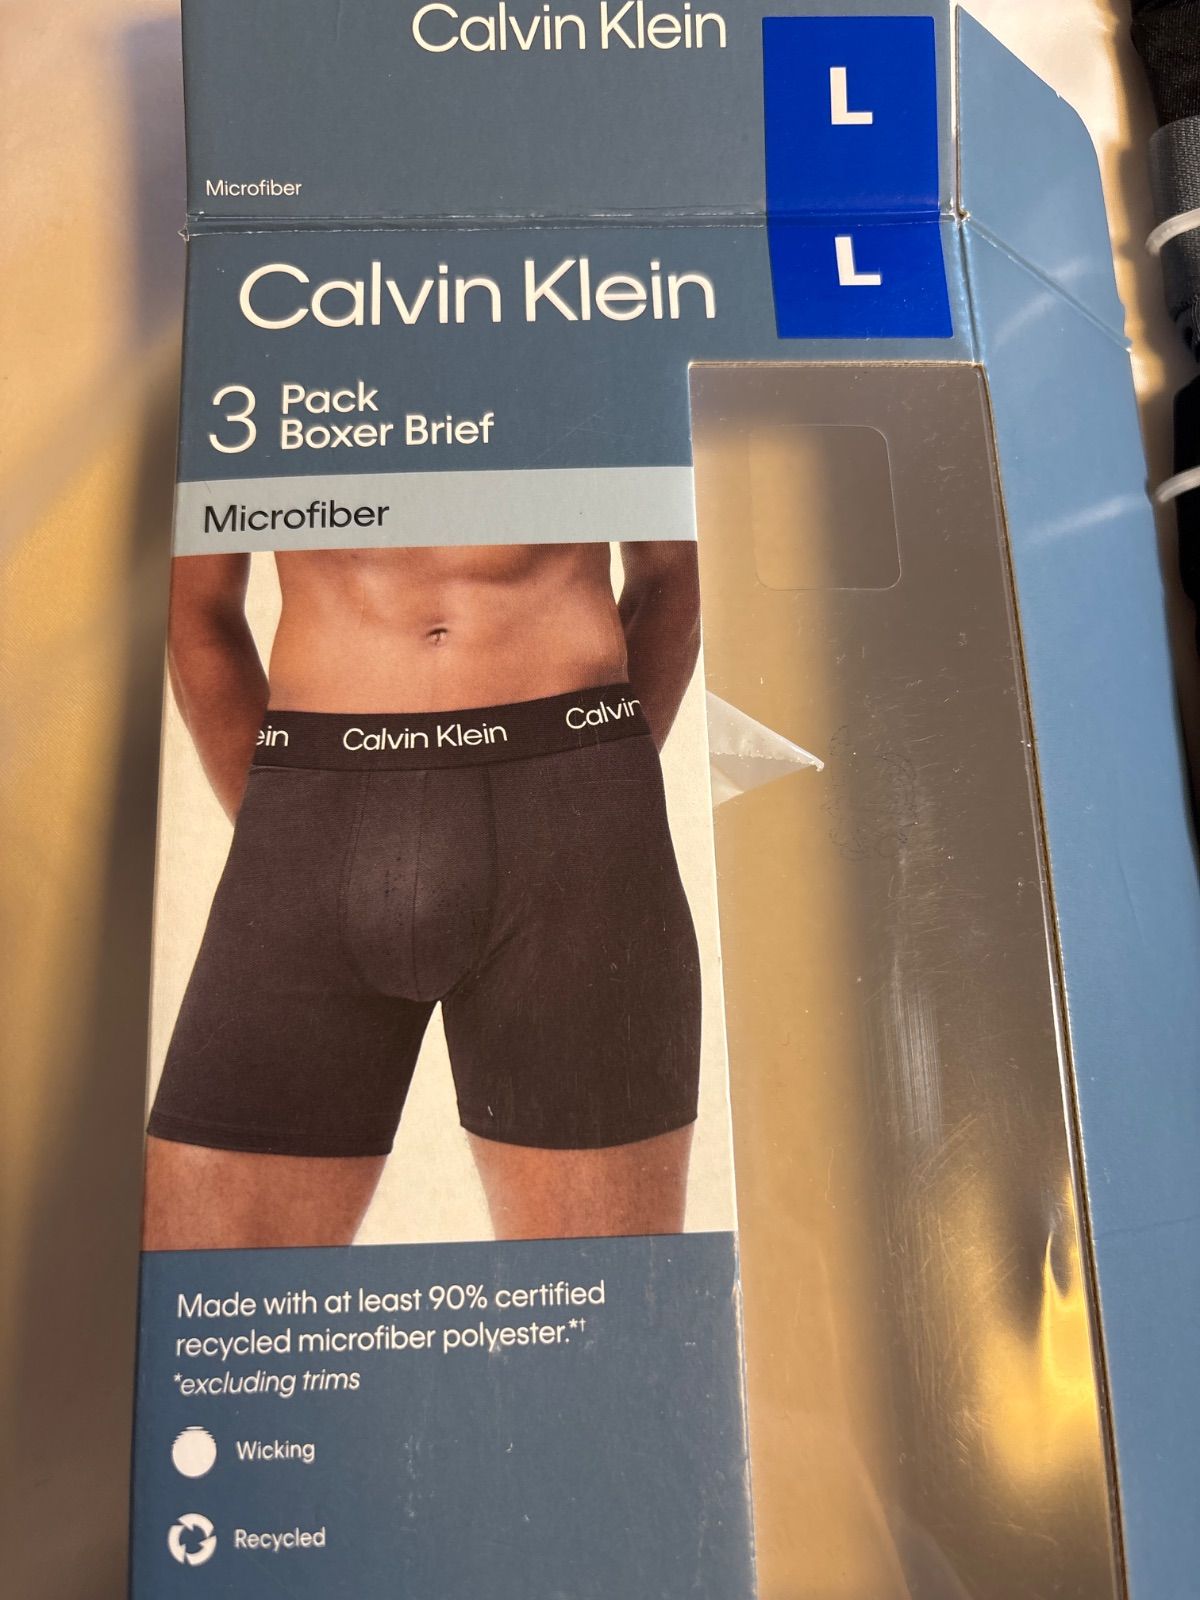 Calvin Klein
L
Microfiber
Calvin Klein
L
3 Pack
Boxer Brief
Microfiber
ein Calvin Klein Calvin
Made with at least 90% certified
recycled microfiber polyester.*†
*excluding trims
Wicking
Recycled